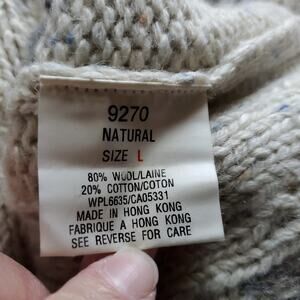 9270
NATURAL
SIZE L
80% WOOL/LAINE
20% COTTON/COTON
WPL6635/CA05331
MADE IN HONG KONG
FABRIQUE A HONG KONG
SEE REVERSE FOR CARE